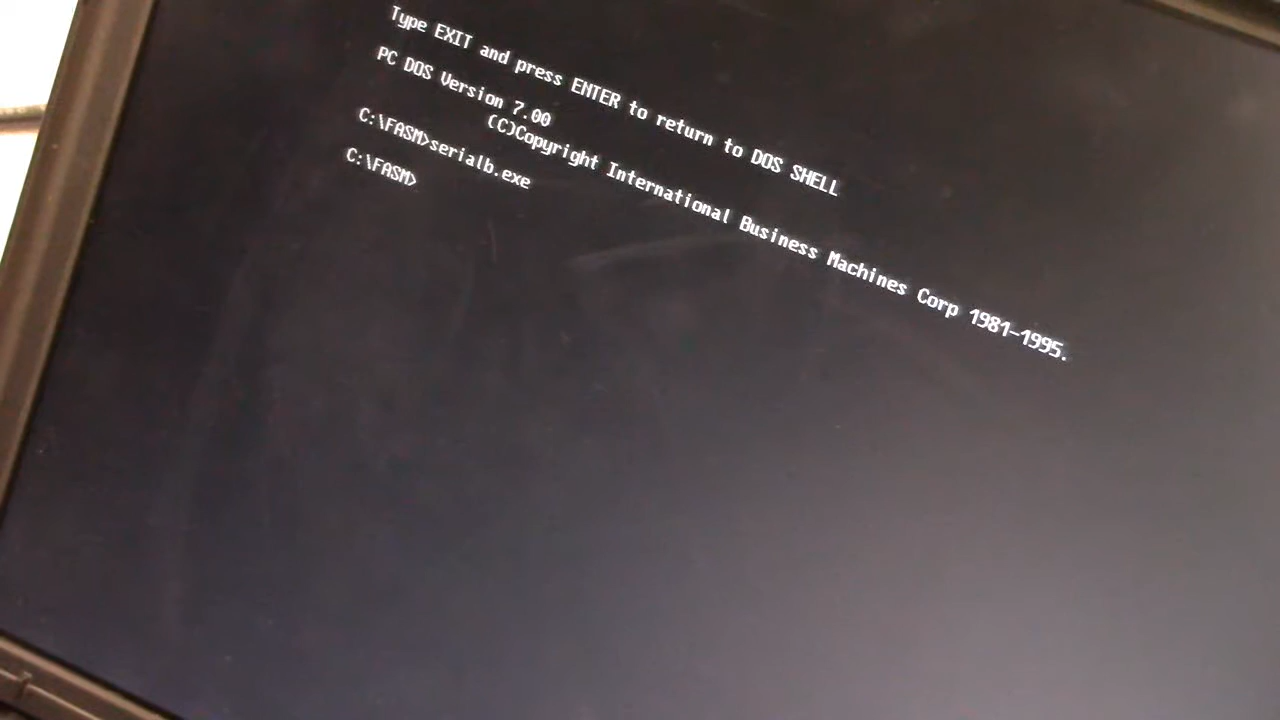 Type EXIT and press ENTER to return to DOS SHELL
PC DOS Version 7.00
(C)Copyright International Business Machines Corp 1981-1995.
C:\FASM>serialb.exe
C:\FASM>